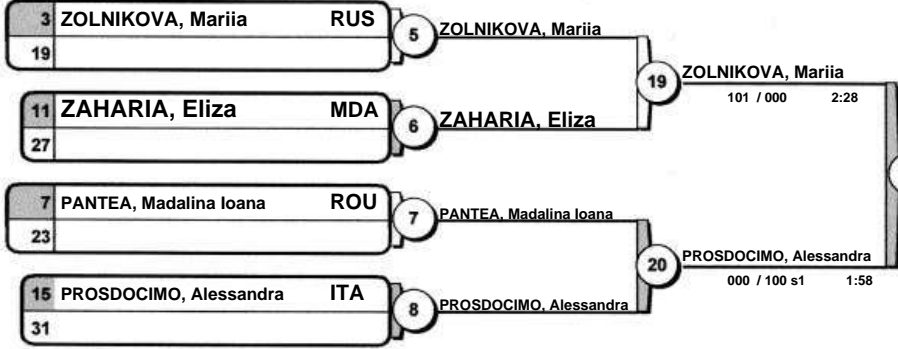 3 ZOLNIKOVA, Mariia RUS
19
5
ZOLNIKOVA, Mariia
11 ZAHARIA, Eliza MDA
27
6
ZAHARIA, Eliza
19
ZOLNIKOVA, Mariia
101 / 000 2:28
7 PANTEA, Madalina Ioana ROU
23
7
PANTEA, Madalina Ioana
15 PROSDOCIMO, Alessandra ITA
31
8
PROSDOCIMO, Alessandra
20
PROSDOCIMO, Alessandra
000 / 100 s1 1:58